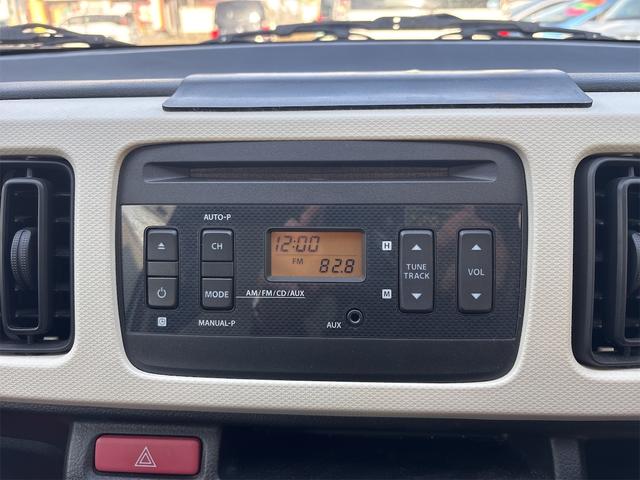 AUTO-P
CH
12:00
FM
82.8
H
TUNE
TRACK
VOL
MODE
AM/FM/CD/AUX
M
MANUAL-P
AUX